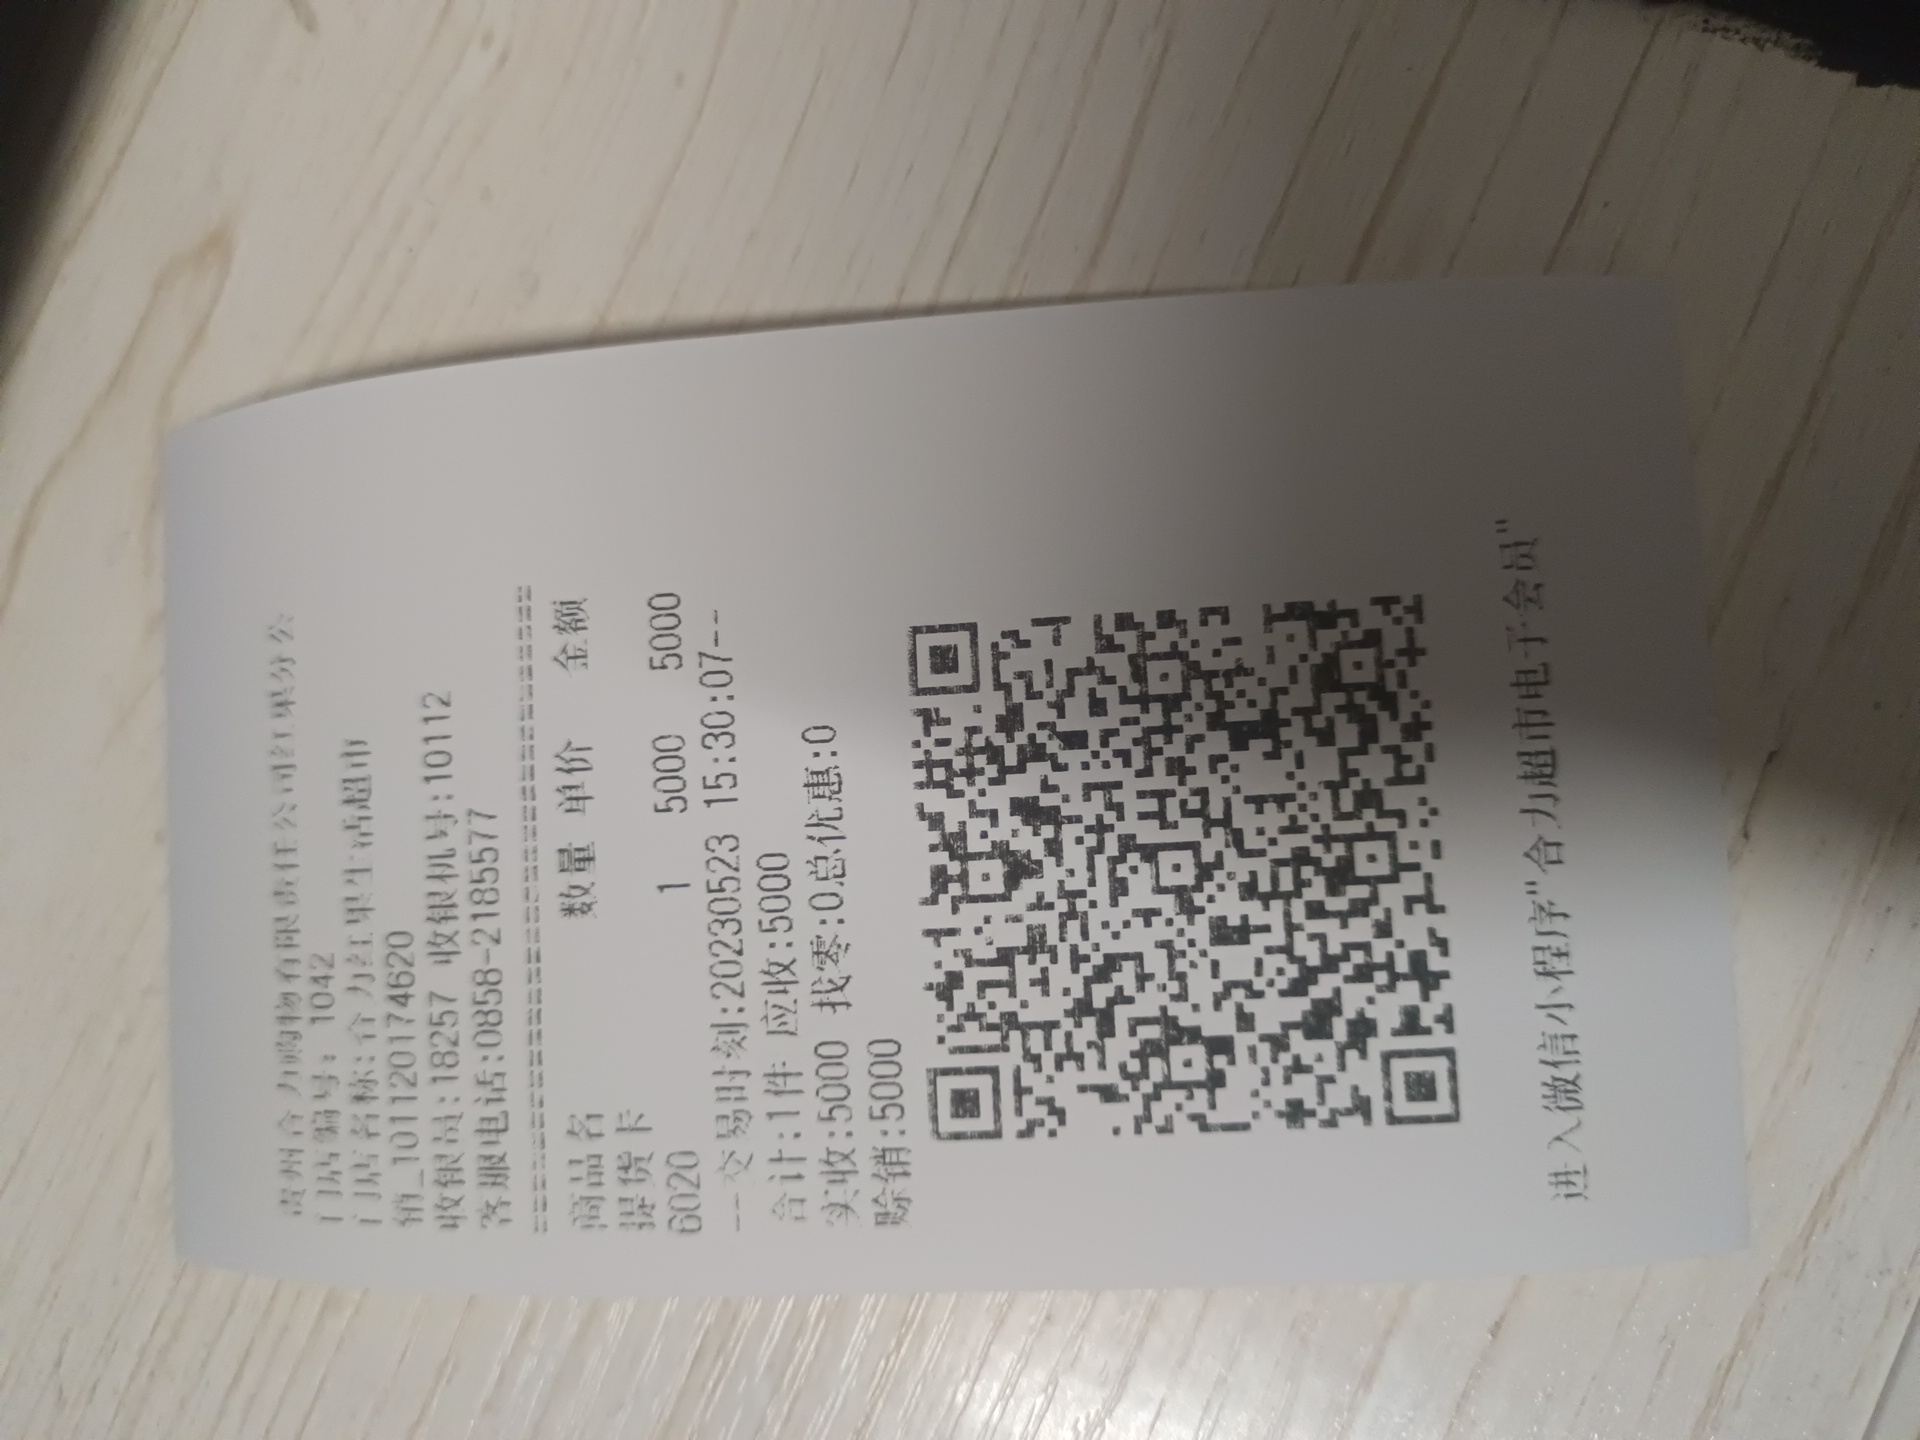 贵州合力购物有限责任公司红果分公
门店编号: 1042
门店名称:合力红果生活超市
销_101120174620
收银员:18257 收银机号:10112
客服电话:0858-2185577
================================
商品名 数量 单价 金额
提货卡
6020 1 5000 5000
--交易时刻:20230523 15:30:07--
合计:1件 应收:5000
实收:5000 找零:0总优惠:0
赊销:5000
进入微信小程序"合力超市电子会员"